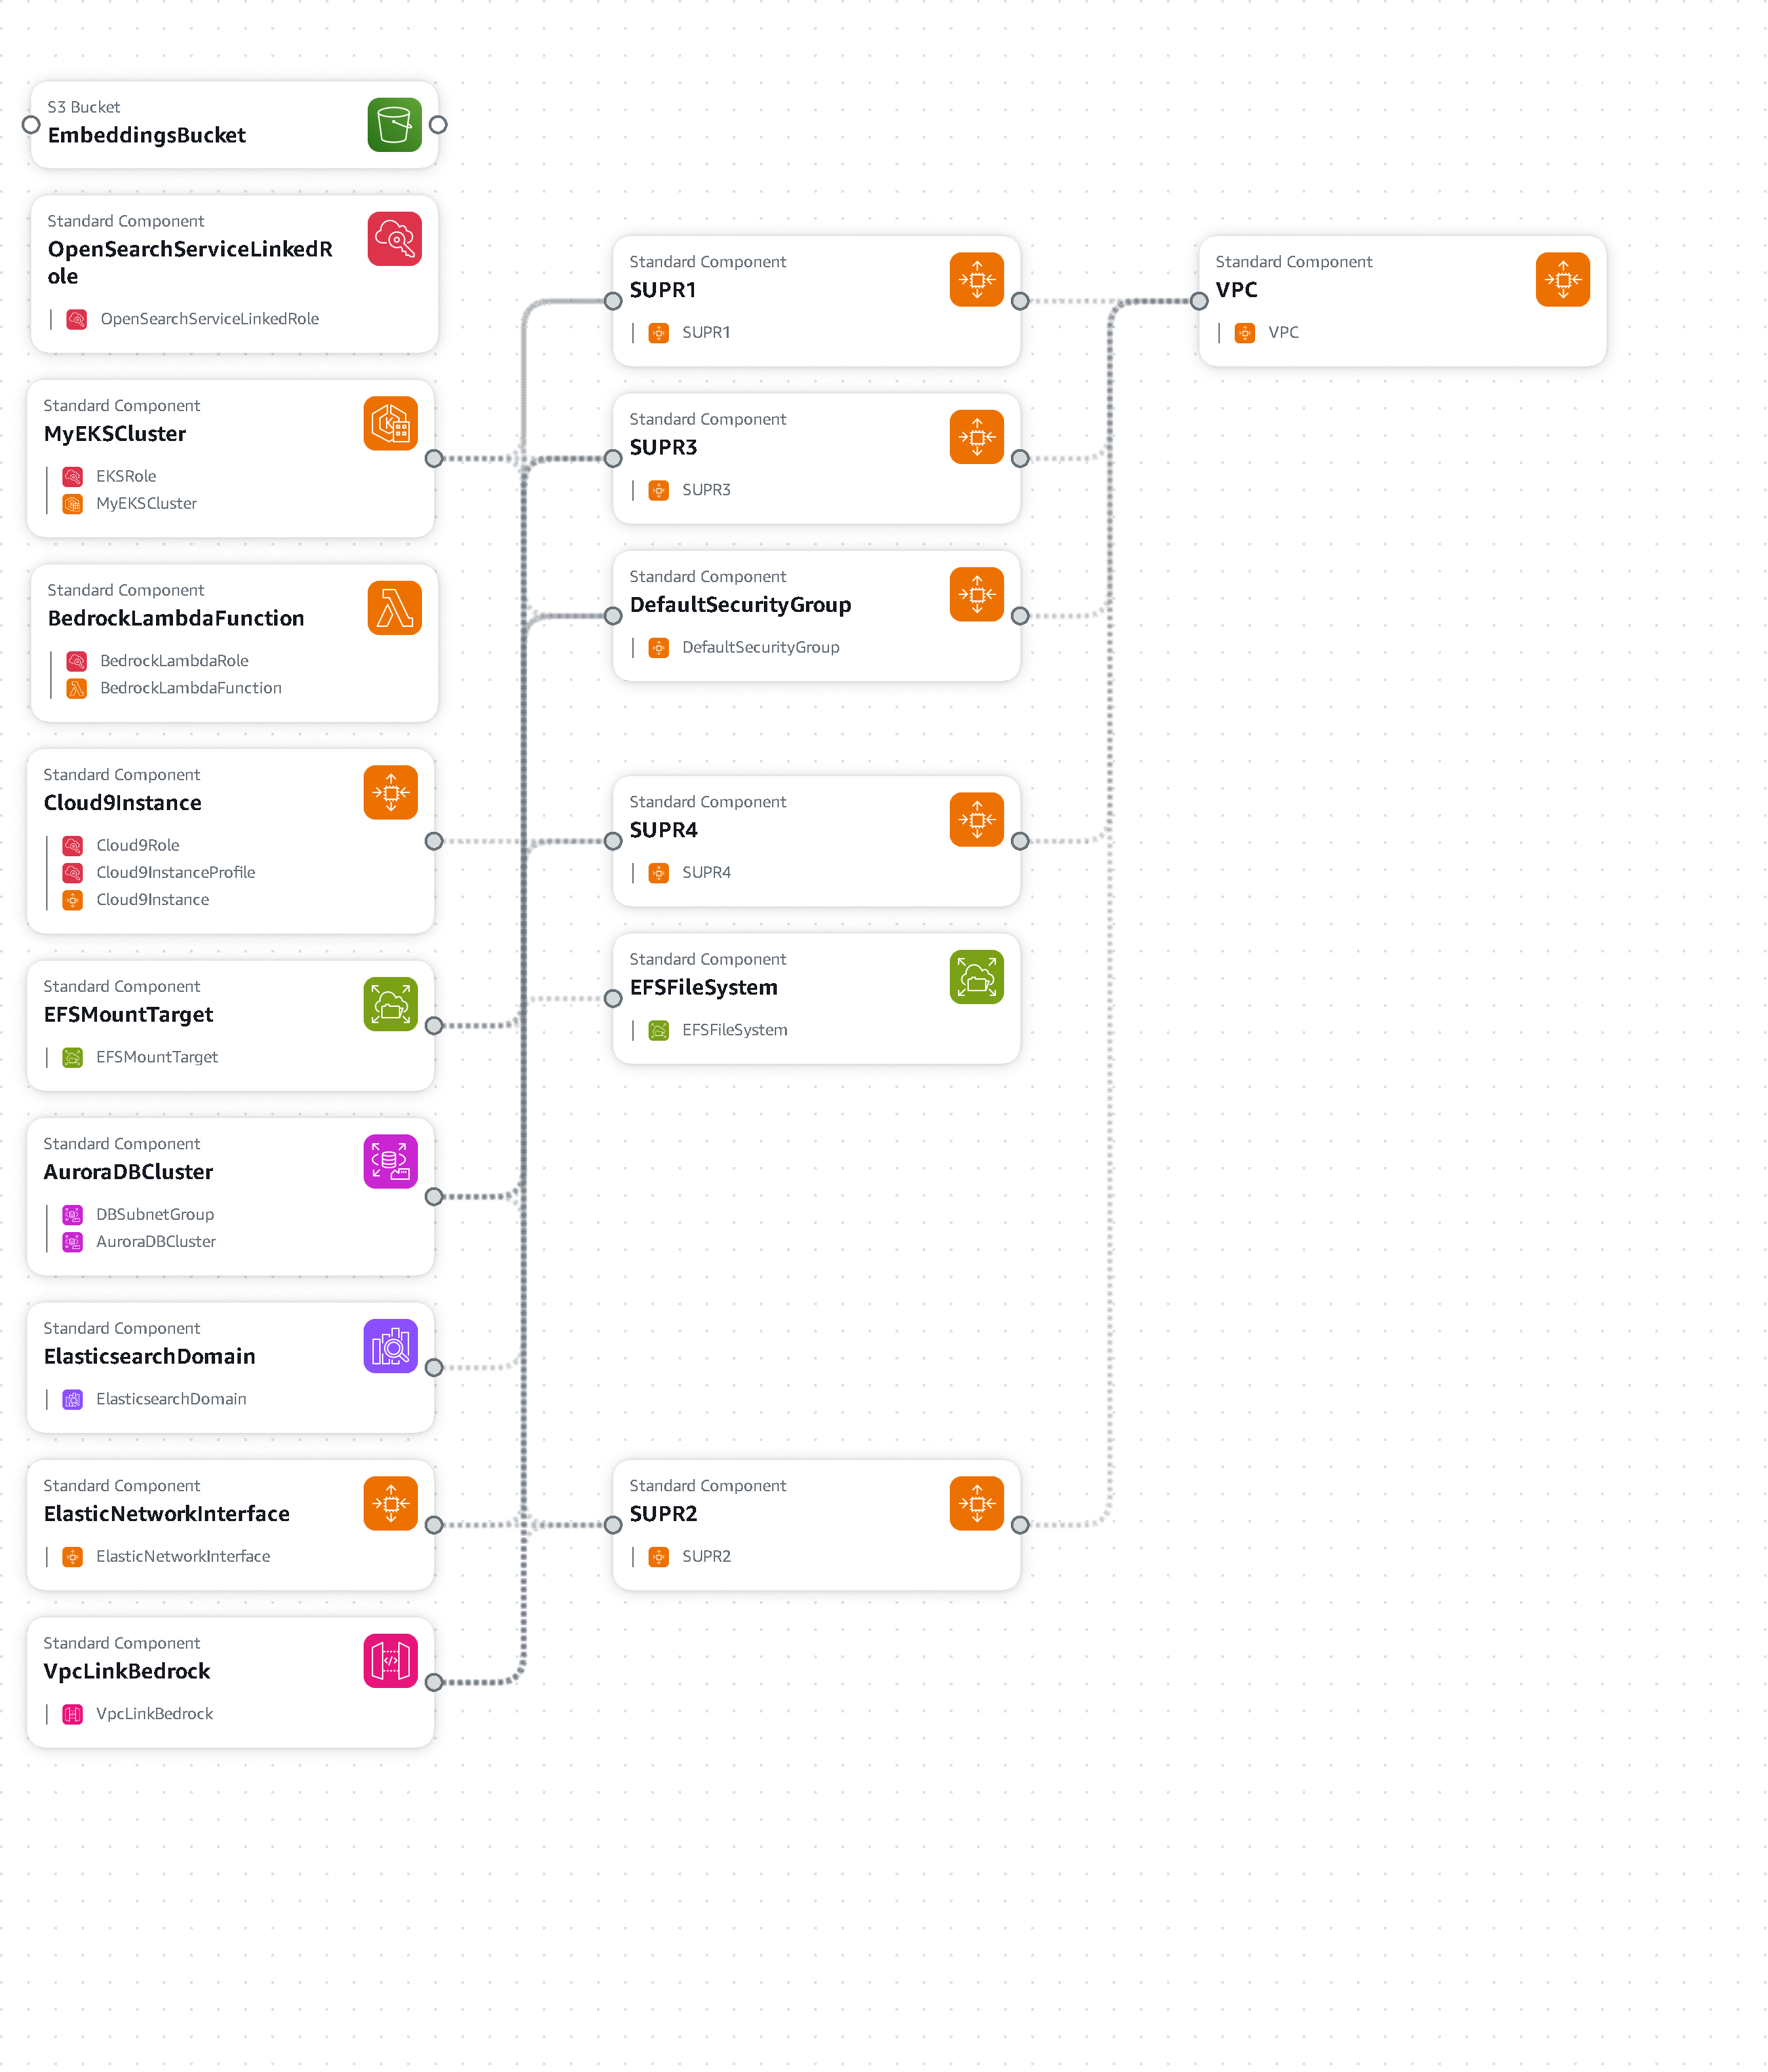 S3 Bucket
EmbeddingsBucket
Standard Component
OpenSearchServiceLinkedR
ole
OpenSearchServiceLinkedRole
Standard Component
MyEKSCluster
EKSRole
MyEKSCluster
Standard Component
BedrockLambdaFunction
BedrockLambdaRole
BedrockLambdaFunction
Standard Component
Cloud9Instance
Cloud9Role
Cloud9InstanceProfile
Cloud9Instance
Standard Component
EFSMountTarget
EFSMountTarget
Standard Component
AuroraDBCluster
DBSubnetGroup
AuroraDBCluster
Standard Component
ElasticsearchDomain
ElasticsearchDomain
Standard Component
ElasticNetworkInterface
ElasticNetworkInterface
Standard Component
VpcLinkBedrock
VpcLinkBedrock
Standard Component
SUPR1
SUPR1
Standard Component
SUPR3
SUPR3
Standard Component
DefaultSecurityGroup
DefaultSecurityGroup
Standard Component
SUPR4
SUPR4
Standard Component
EFSFileSystem
EFSFileSystem
Standard Component
SUPR2
SUPR2
Standard Component
VPC
VPC